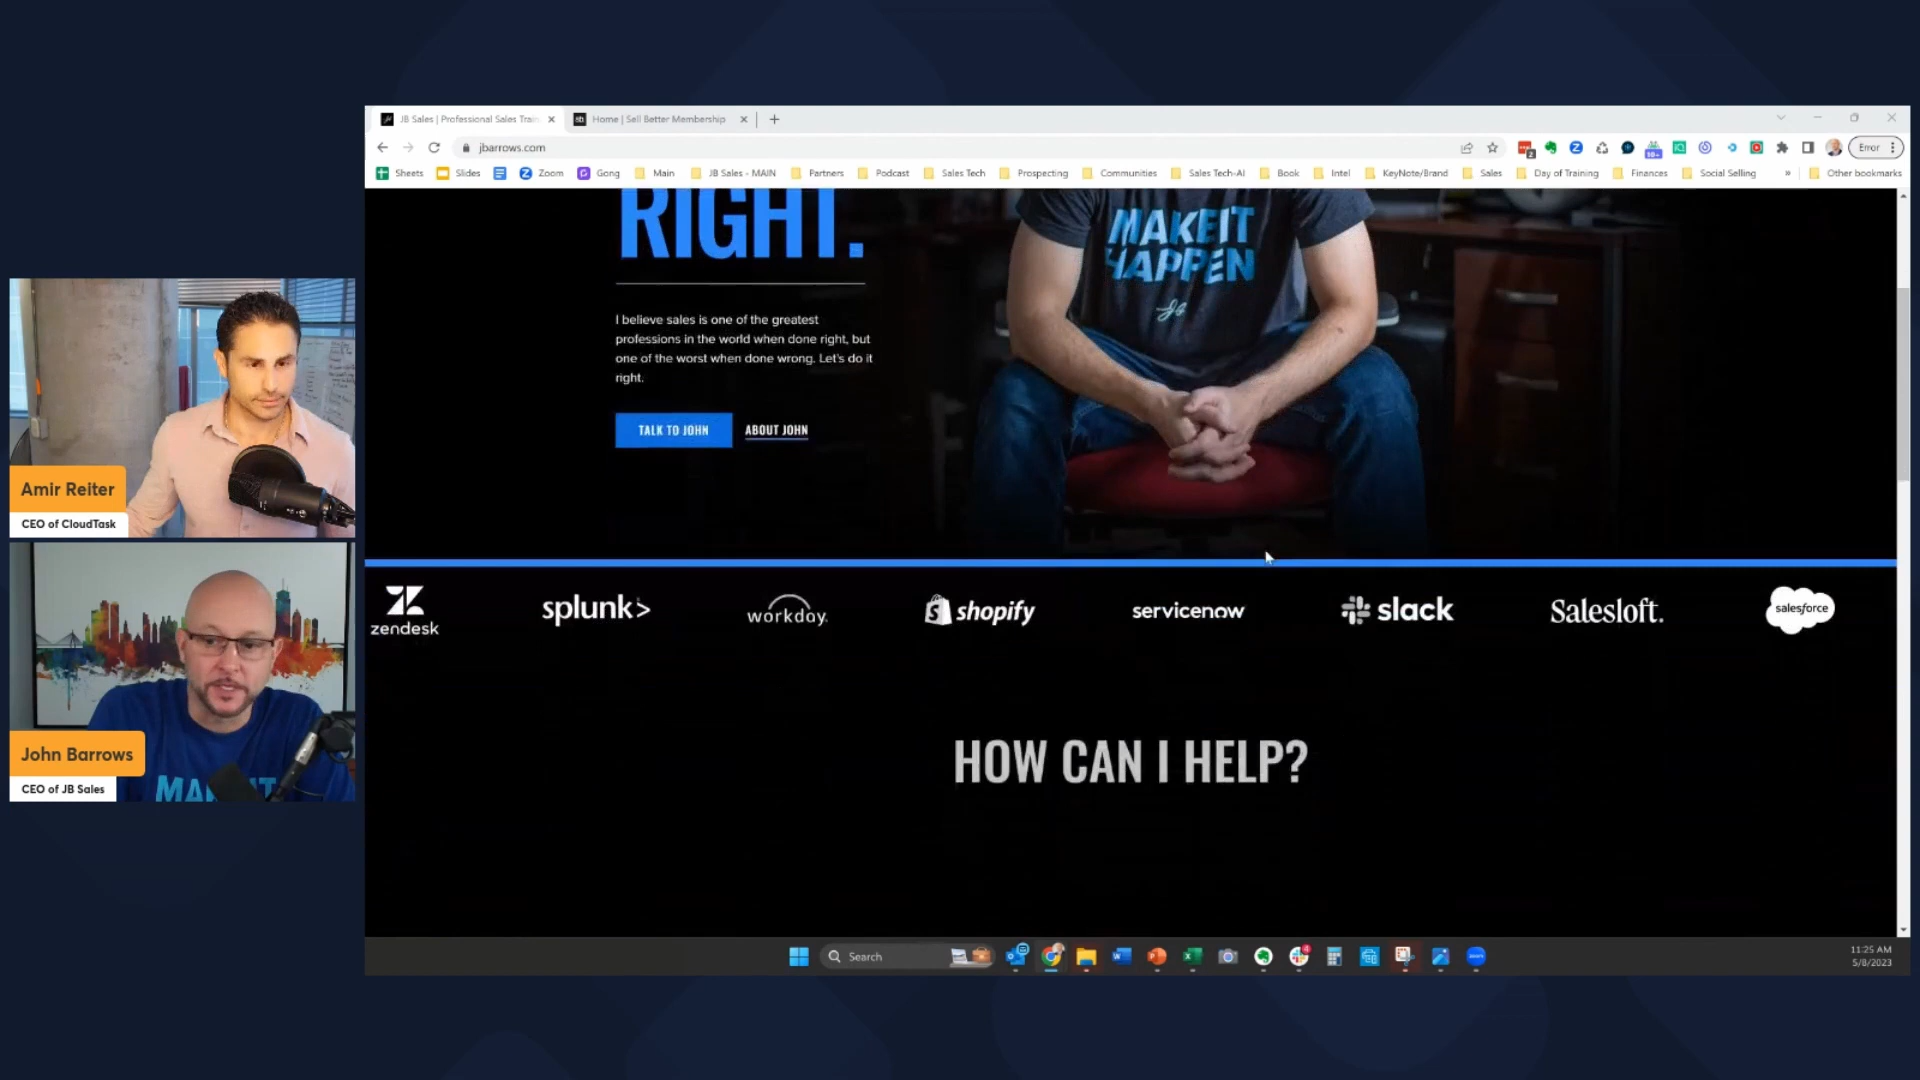 JB Sales | Professional Sales Train
Home | Sell Better Membership
jbarrows.com
Error
Sheets
Slides
Zoom
Gong
Main
JB Sales - MAIN
Partners
Podcast
Sales Tech
Prospecting
Communities
Sales Tech-AI
Book
Intel
KeyNote/Brand
Sales
Day of Training
Finances
Social Selling
»
Other bookmarks
RIGHT.
I believe sales is one of the greatest
professions in the world when done right, but
one of the worst when done wrong. Let's do it
right.
TALK TO JOHN
ABOUT JOHN
MAKE IT
HAPPEN
Amir Reiter
CEO of CloudTask
John Barrows
CEO of JB Sales
zendesk
splunk>
workday.
shopify
servicenow
slack
Salesloft.
salesforce
HOW CAN I HELP?
Search
11:25 AM
5/8/2023